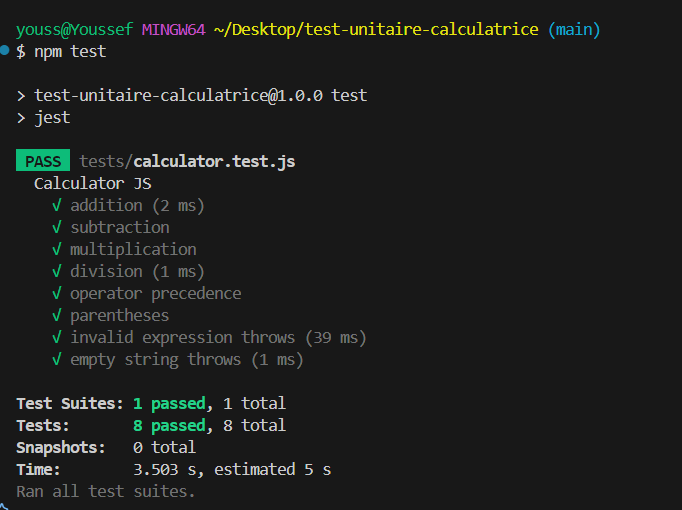 youss@Youssef MINGW64 ~/Desktop/test-unitaire-calculatrice (main)
$ npm test
> test-unitaire-calculatrice@1.0.0 test
> jest
PASS tests/calculator.test.js
Calculator JS
√ addition (2 ms)
√ subtraction
√ multiplication
√ division (1 ms)
√ operator precedence
√ parentheses
√ invalid expression throws (39 ms)
√ empty string throws (1 ms)
Test Suites: 1 passed, 1 total
Tests: 8 passed, 8 total
Snapshots: 0 total
Time: 3.503 s, estimated 5 s
Ran all test suites.